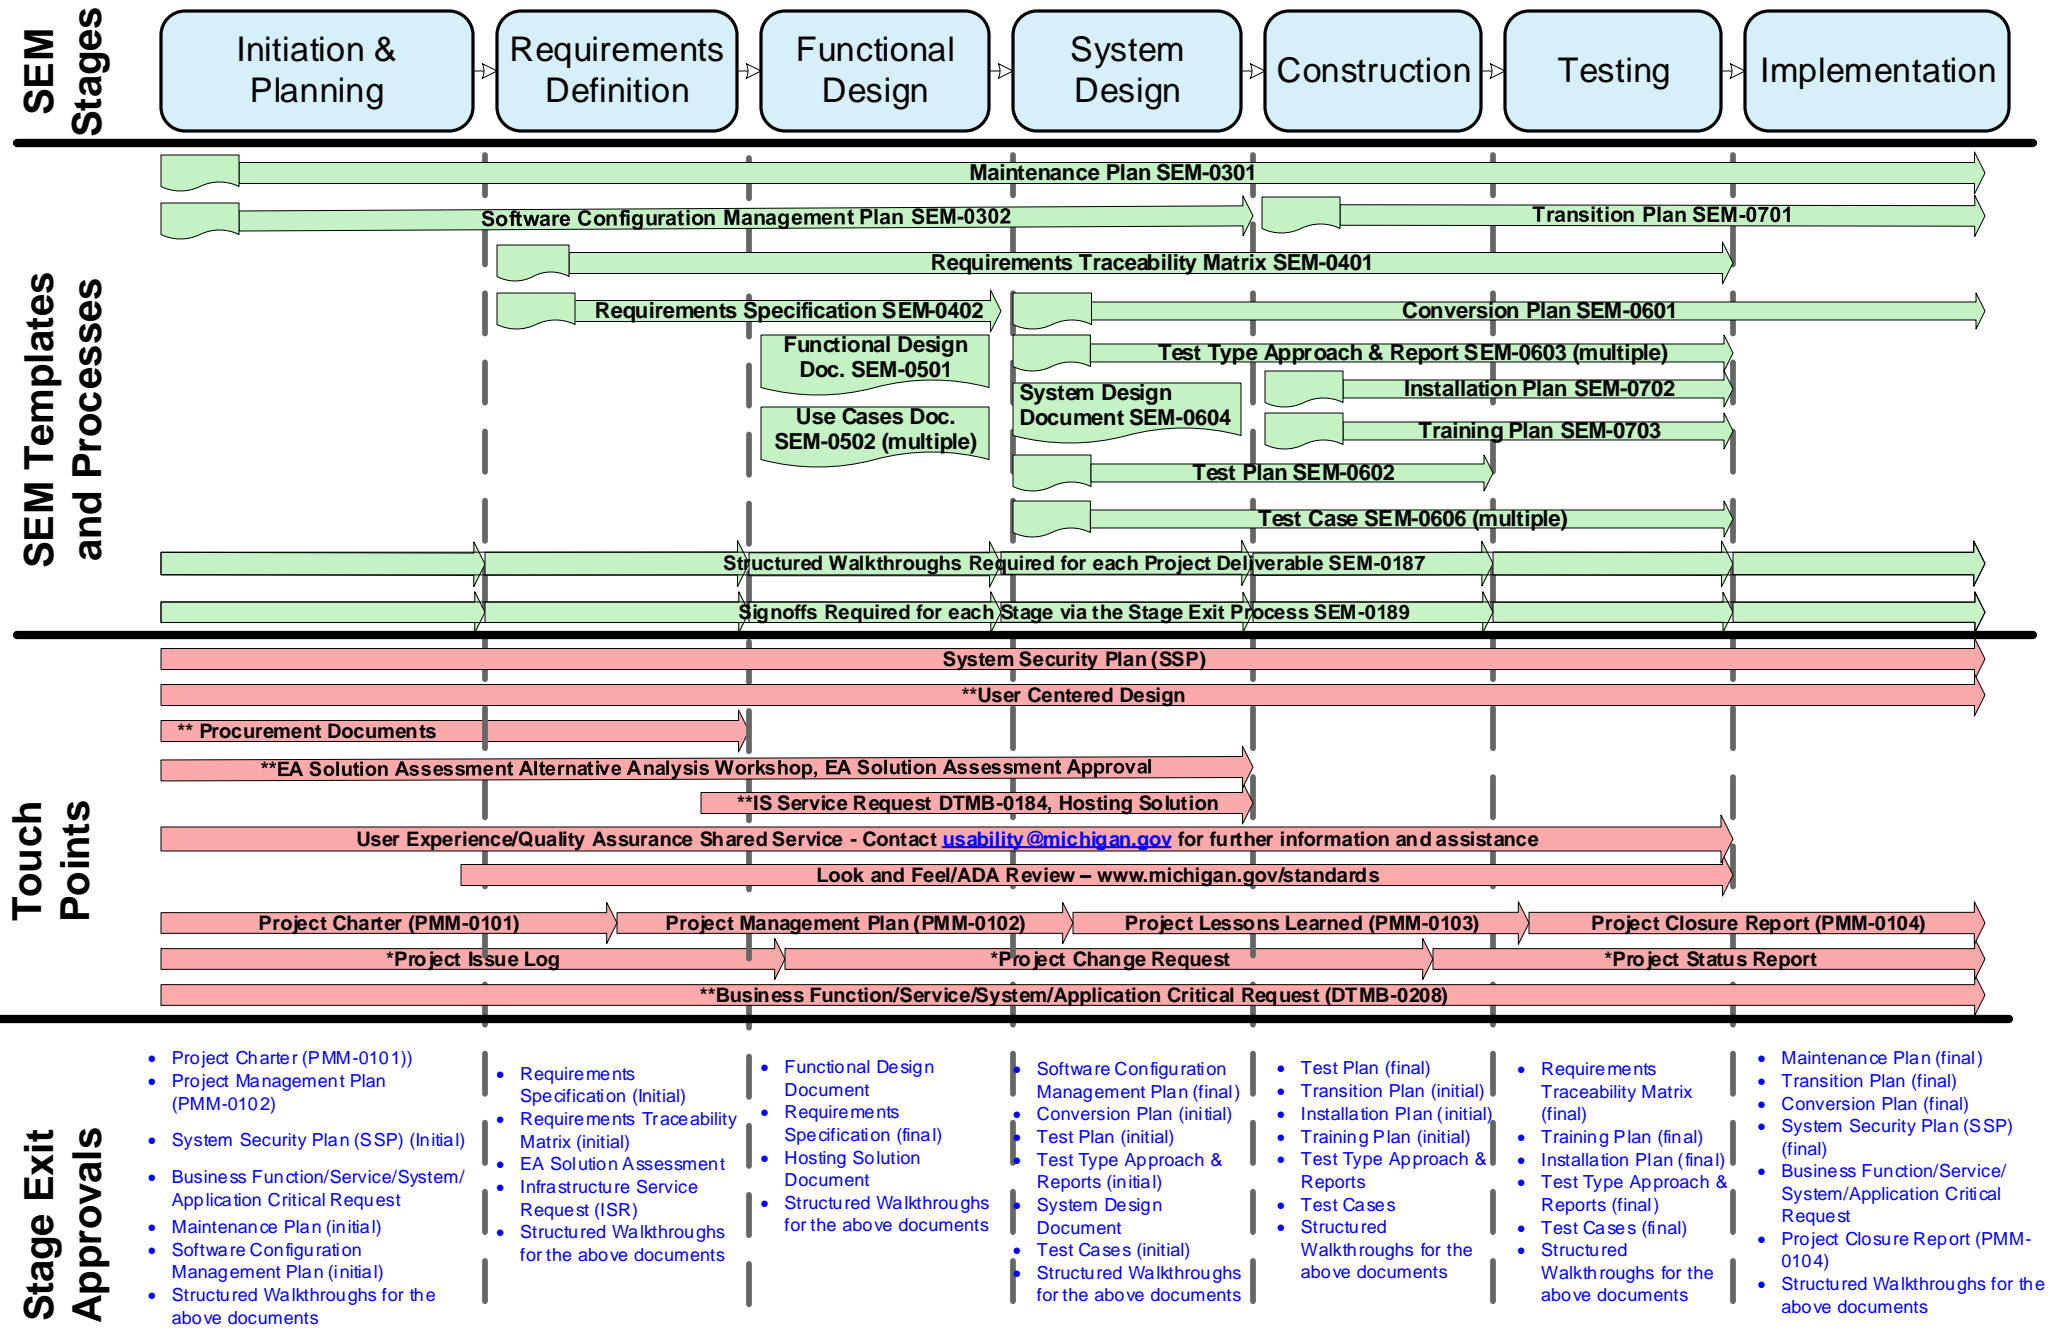 SEM
Stages
Initiation &
Planning
Requirements
Definition
Functional
Design
System
Design
Construction
Testing
Implementation
SEM Templates
and Processes
Maintenance Plan SEM-0301
Software Configuration Management Plan SEM-0302
Transition Plan SEM-0701
Requirements Traceability Matrix SEM-0401
Requirements Specification SEM-0402
Conversion Plan SEM-0601
Functional Design
Doc. SEM-0501
Test Type Approach & Report SEM-0603 (multiple)
System Design
Document SEM-0604
Installation Plan SEM-0702
Use Cases Doc.
SEM-0502 (multiple)
Training Plan SEM-0703
Test Plan SEM-0602
Test Case SEM-0606 (multiple)
Structured Walkthroughs Required for each Project Deliverable SEM-0187
Signoffs Required for each Stage via the Stage Exit Process SEM-0189
Touch
Points
System Security Plan (SSP)
**User Centered Design
** Procurement Documents
**EA Solution Assessment Alternative Analysis Workshop, EA Solution Assessment Approval
**IS Service Request DTMB-0184, Hosting Solution
User Experience/Quality Assurance Shared Service - Contact usability@michigan.gov for further information and assistance
Look and Feel/ADA Review – www.michigan.gov/standards
Project Charter (PMM-0101)
Project Management Plan (PMM-0102)
Project Lessons Learned (PMM-0103)
Project Closure Report (PMM-0104)
*Project Issue Log
*Project Change Request
*Project Status Report
**Business Function/Service/System/Application Critical Request (DTMB-0208)
Stage Exit
Approvals
• Project Charter (PMM-0101))
• Project Management Plan
(PMM-0102)
• System Security Plan (SSP) (Initial)
• Business Function/Service/System/
Application Critical Request
• Maintenance Plan (initial)
• Software Configuration
Management Plan (initial)
• Structured Walkthroughs for the
above documents
• Requirements
Specification (Initial)
• Requirements Traceability
Matrix (initial)
• EA Solution Assessment
• Infrastructure Service
Request (ISR)
• Structured Walkthroughs
for the above documents
• Functional Design
Document
• Requirements
Specification (final)
• Hosting Solution
Document
• Structured Walkthroughs
for the above documents
• Software Configuration
Management Plan (final)
• Conversion Plan (initial)
• Test Plan (initial)
• Test Type Approach &
Reports (initial)
• System Design
Document
• Test Cases (initial)
• Structured Walkthroughs
for the above documents
• Test Plan (final)
• Transition Plan (initial)
• Installation Plan (initial)
• Training Plan (initial)
• Test Type Approach &
Reports
• Test Cases
• Structured
Walkthroughs for the
above documents
• Requirements
Traceability Matrix
(final)
• Training Plan (final)
• Installation Plan (final)
• Test Type Approach &
Reports (final)
• Test Cases (final)
• Structured
Walkthroughs for the
above documents
• Maintenance Plan (final)
• Transition Plan (final)
• Conversion Plan (final)
• System Security Plan (SSP)
(final)
• Business Function/Service/
System/Application Critical
Request
• Project Closure Report (PMM-
0104)
• Structured Walkthroughs for the
above documents